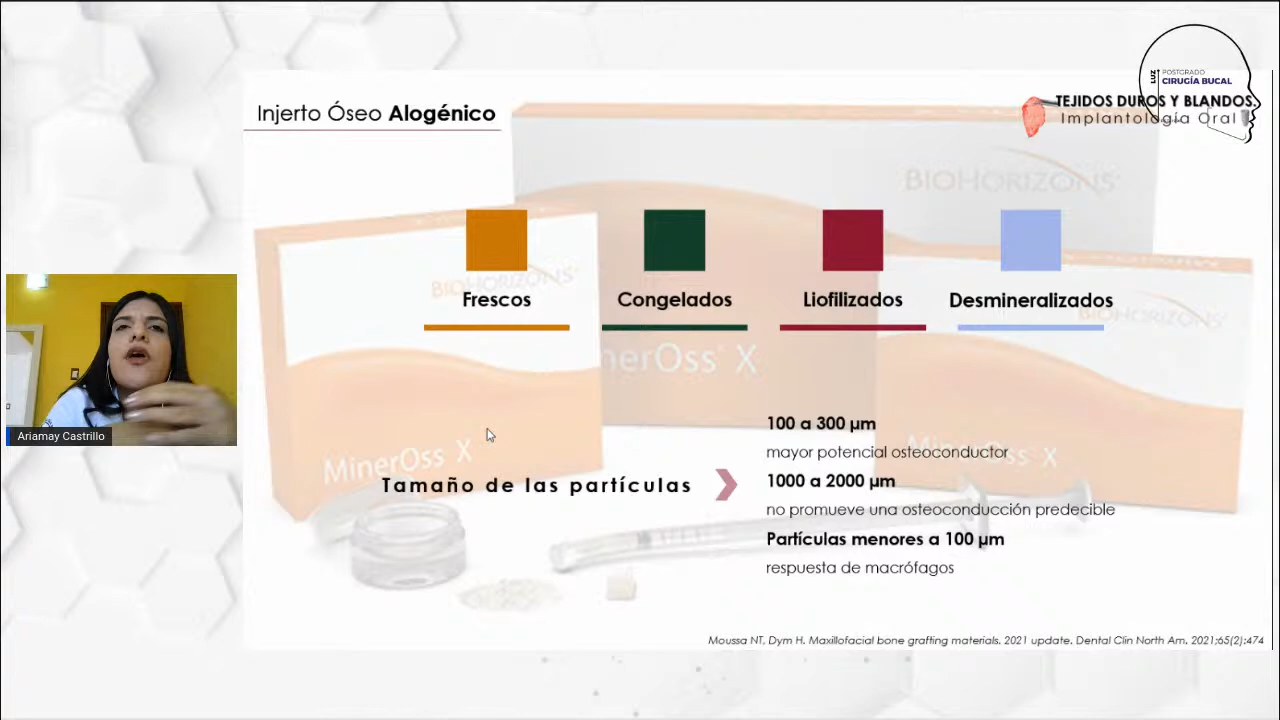 Injerto Óseo Alogénico
LUZ
POSTGRADO
CIRUGÍA BUCAL
TEJIDOS DUROS Y BLANDOS
Implantología Oral
BIOHORIZONS
BIOHORIZONS
BIOHORIZONS
Frescos
Congelados
Liofilizados
Desmineralizados
nerOss X
MinerOss X
MinerOss X
Ariamay Castrillo
Tamaño de las partículas
100 a 300 µm
mayor potencial osteoconductor
1000 a 2000 µm
no promueve una osteoconducción predecible
Partículas menores a 100 µm
respuesta de macrófagos
Moussa NT, Dym H. Maxillofacial bone grafting materials. 2021 update. Dental Clin North Am. 2021;65(2):474